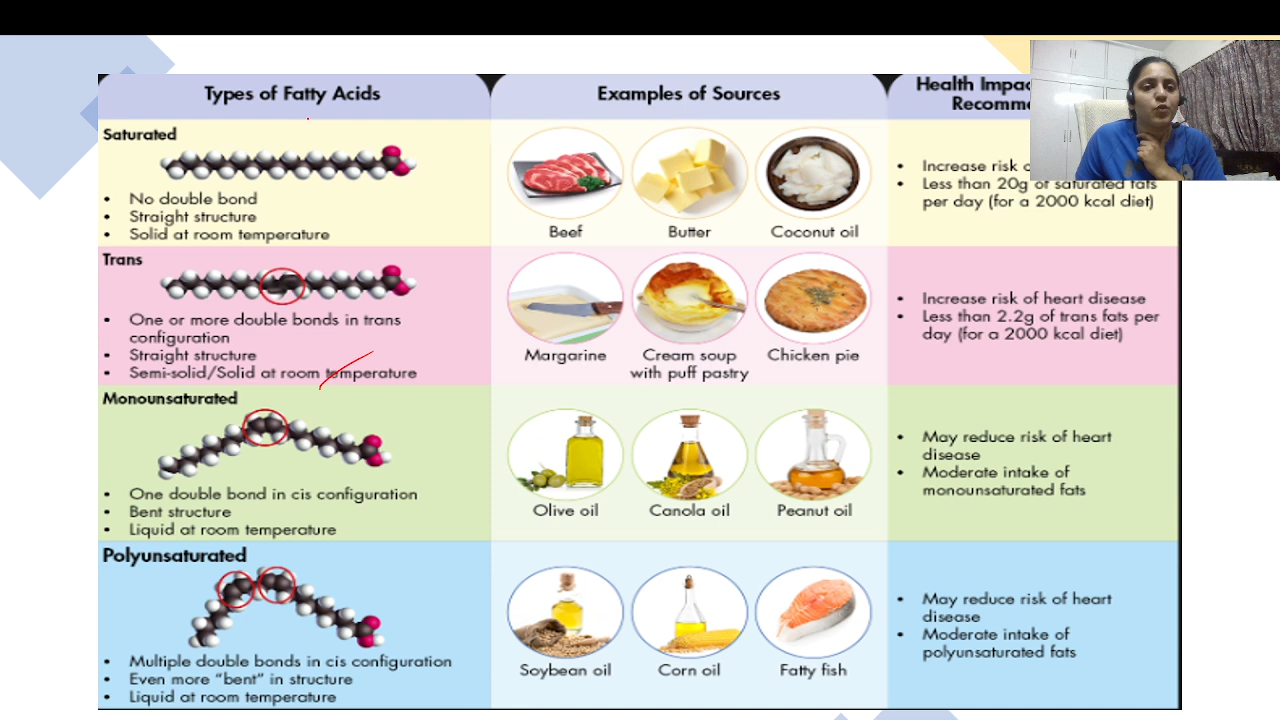 Types of Fatty Acids
Examples of Sources
Health
Saturated
• No double bond
• Straight structure
• Solid at room temperature
Beef
Butter
Coconut oil
• Increase risk
• Less than 20g of saturated fats
per day (for a 2000 kcal diet)
Trans
• One or more double bonds in trans
configuration
• Straight structure
• Semi-solid/Solid at room temperature
Margarine
Cream soup
with puff pastry
Chicken pie
• Increase risk of heart disease
• Less than 2.2g of trans fats per
day (for a 2000 kcal diet)
Monounsaturated
• One double bond in cis configuration
• Bent structure
• Liquid at room temperature
Olive oil
Canola oil
Peanut oil
• May reduce risk of heart
disease
• Moderate intake of
monounsaturated fats
Polyunsaturated
• Multiple double bonds in cis configuration
• Even more “bent” in structure
• Liquid at room temperature
Soybean oil
Corn oil
Fatty fish
• May reduce risk of heart
disease
• Moderate intake of
polyunsaturated fats